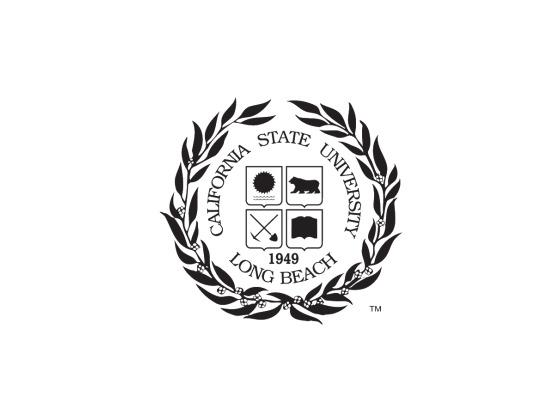 CALIFORNIA STATE UNIVERSITY
1949
LONG BEACH
TM